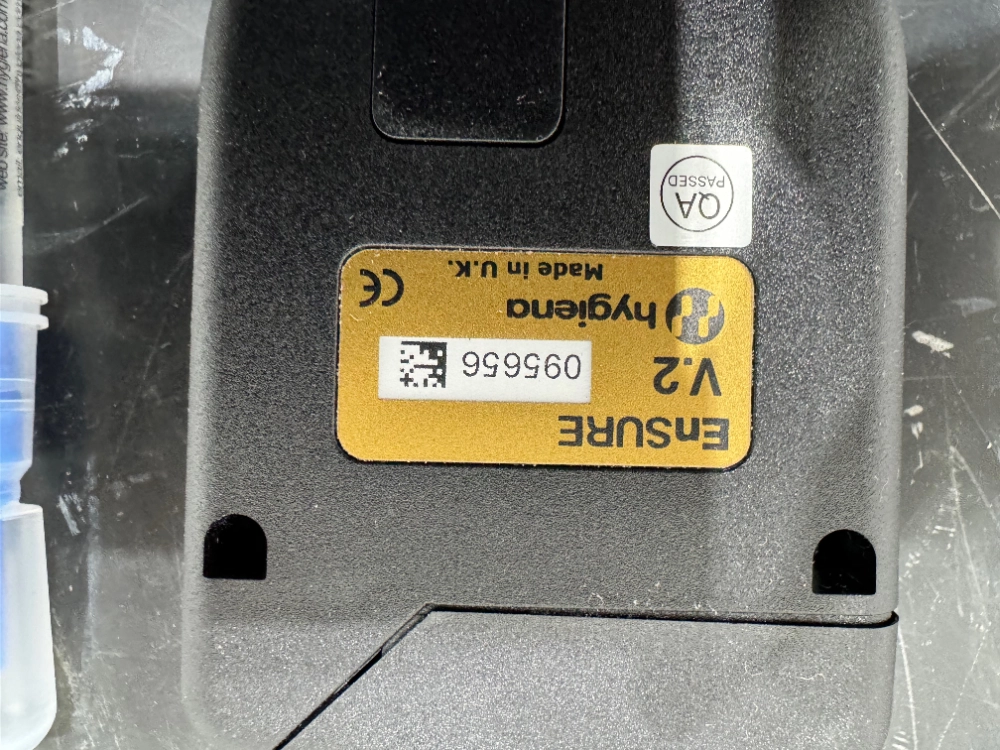 EnSURE
V.2
095656
hygiena
Made in U.K.
CE
QA
PASSED